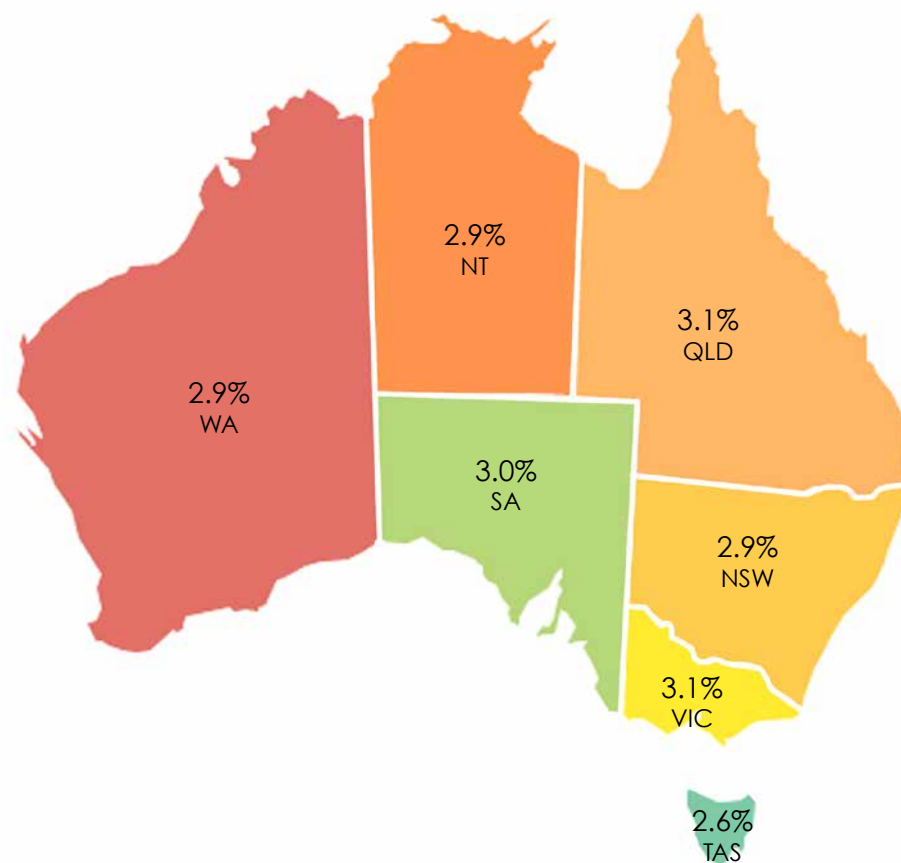 2.9%
NT
3.1%
QLD
2.9%
WA
3.0%
SA
2.9%
NSW
3.1%
VIC
2.6%
TAS